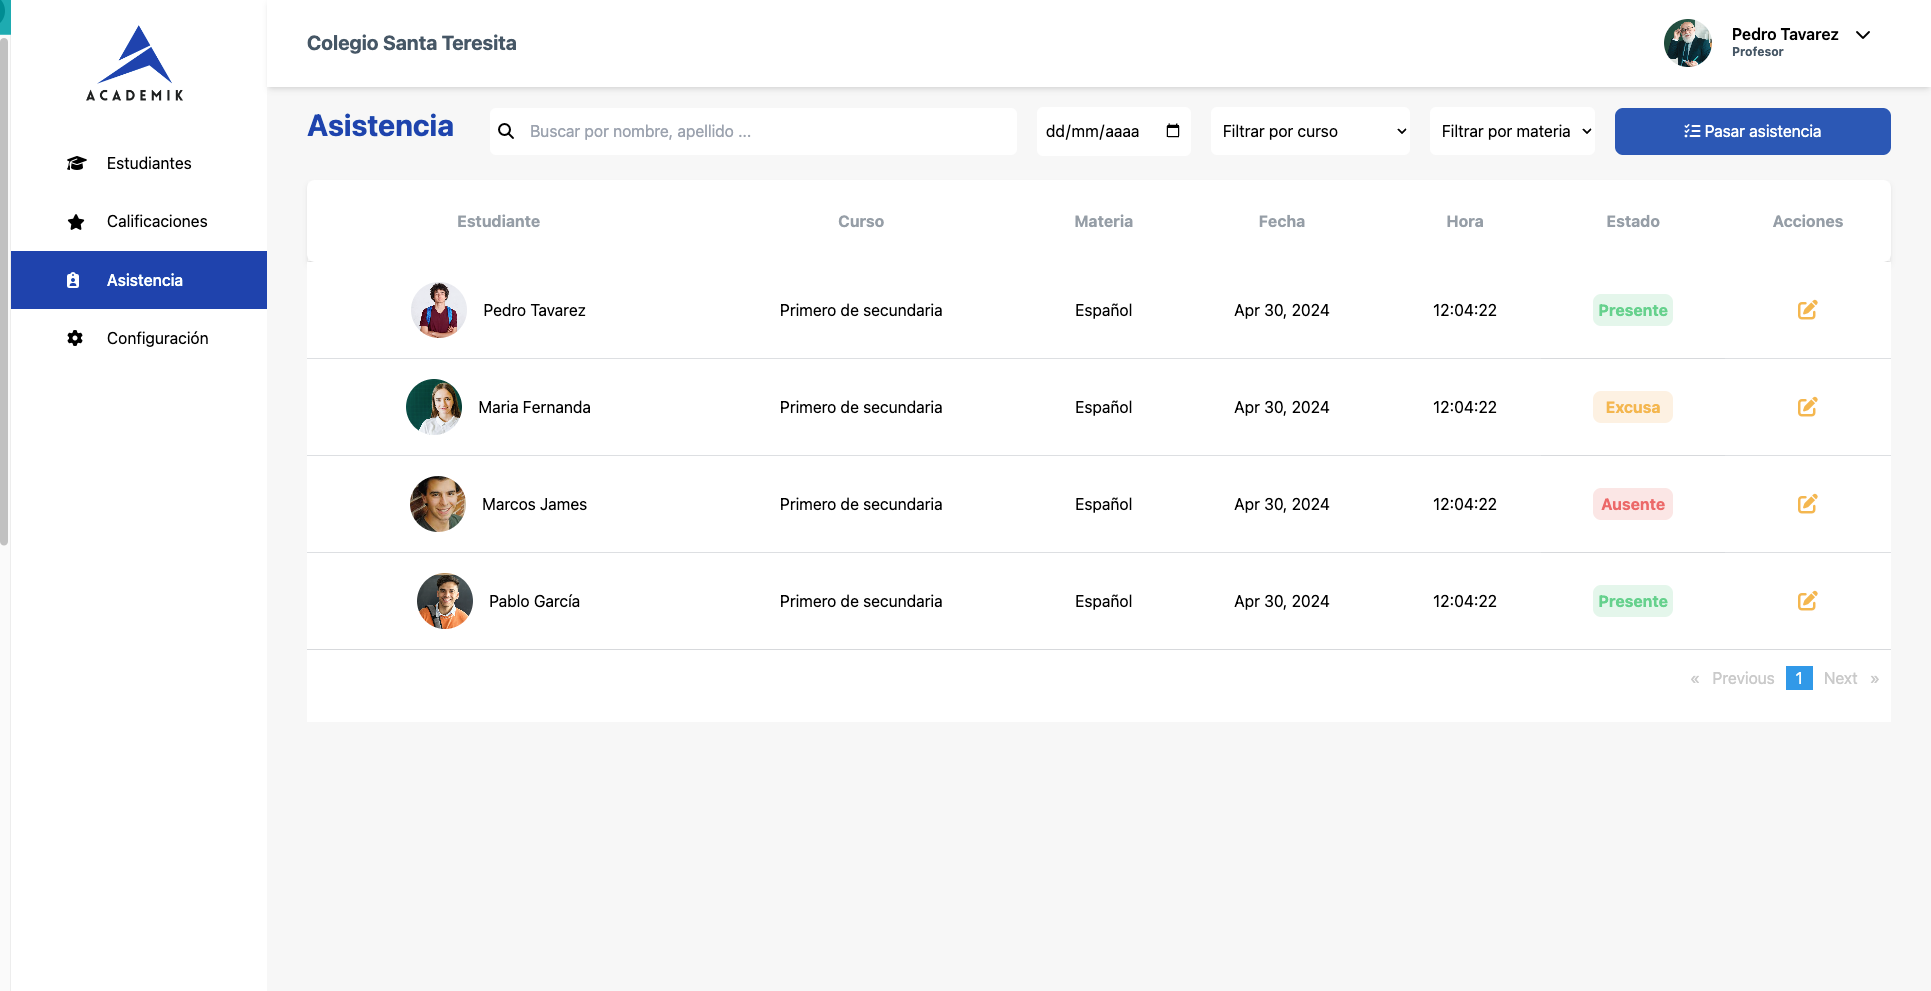 ACADEMIK
Estudiantes
Calificaciones
Asistencia
Configuración
Colegio Santa Teresita
Pedro Tavarez
Profesor
Asistencia
Buscar por nombre, apellido ...
dd/mm/aaaa
Filtrar por curso
Filtrar por materia
Pasar asistencia
Estudiante Curso Materia Fecha Hora Estado Acciones
Pedro Tavarez Primero de secundaria Español Apr 30, 2024 12:04:22 Presente
Maria Fernanda Primero de secundaria Español Apr 30, 2024 12:04:22 Excusa
Marcos James Primero de secundaria Español Apr 30, 2024 12:04:22 Ausente
Pablo García Primero de secundaria Español Apr 30, 2024 12:04:22 Presente
« Previous 1 Next »